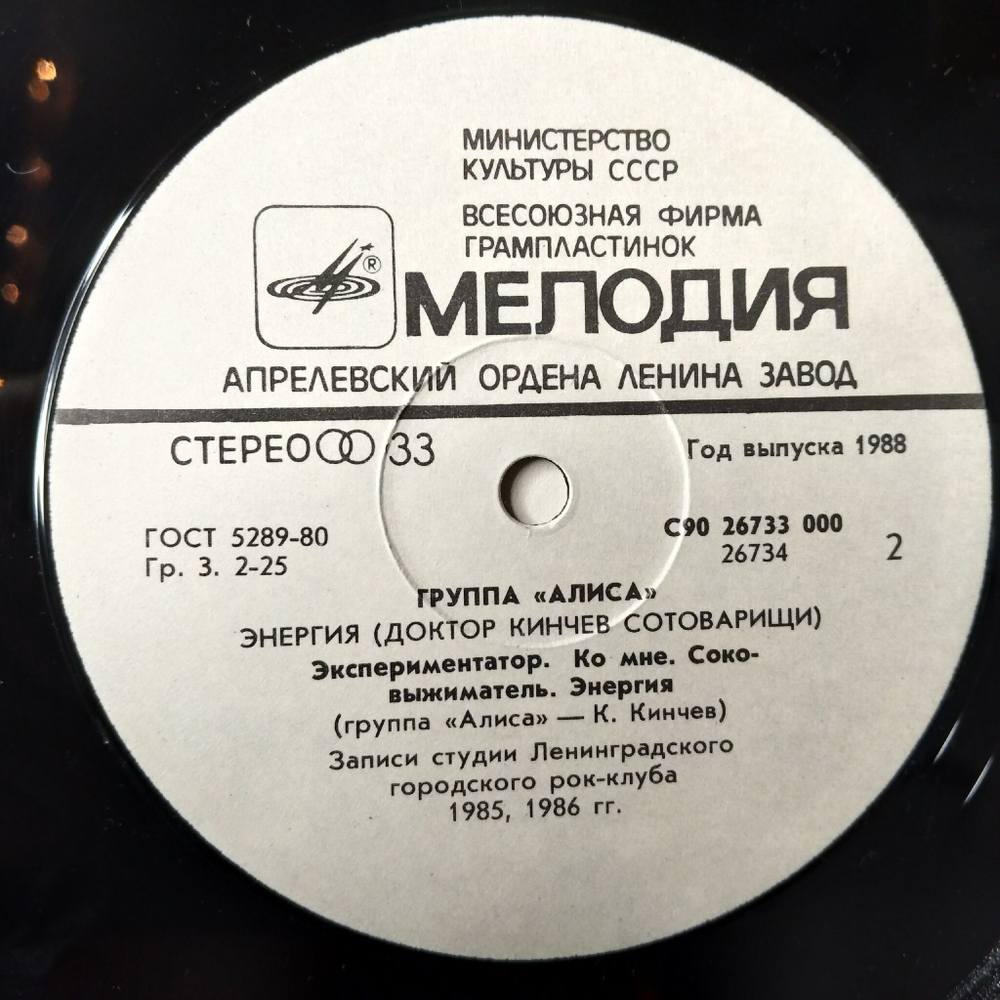 МИНИСТЕРСТВО
КУЛЬТУРЫ СССР
ВСЕСОЮЗНАЯ ФИРМА
ГРАМПЛАСТИНОК
®
МЕЛОДИЯ
АПРЕЛЕВСКИЙ ОРДЕНА ЛЕНИНА ЗАВОД
СТЕРЕО 33
Год выпуска 1988
ГОСТ 5289-80
Гр. 3. 2-25
С90 26733 000
26734
2
ГРУППА «АЛИСА»
ЭНЕРГИЯ (ДОКТОР КИНЧЕВ СОТОВАРИЩИ)
Экспериментатор. Ко мне. Соко-
выжиматель. Энергия
(группа «Алиса» — К. Кинчев)
Записи студии Ленинградского
городского рок-клуба
1985, 1986 гг.